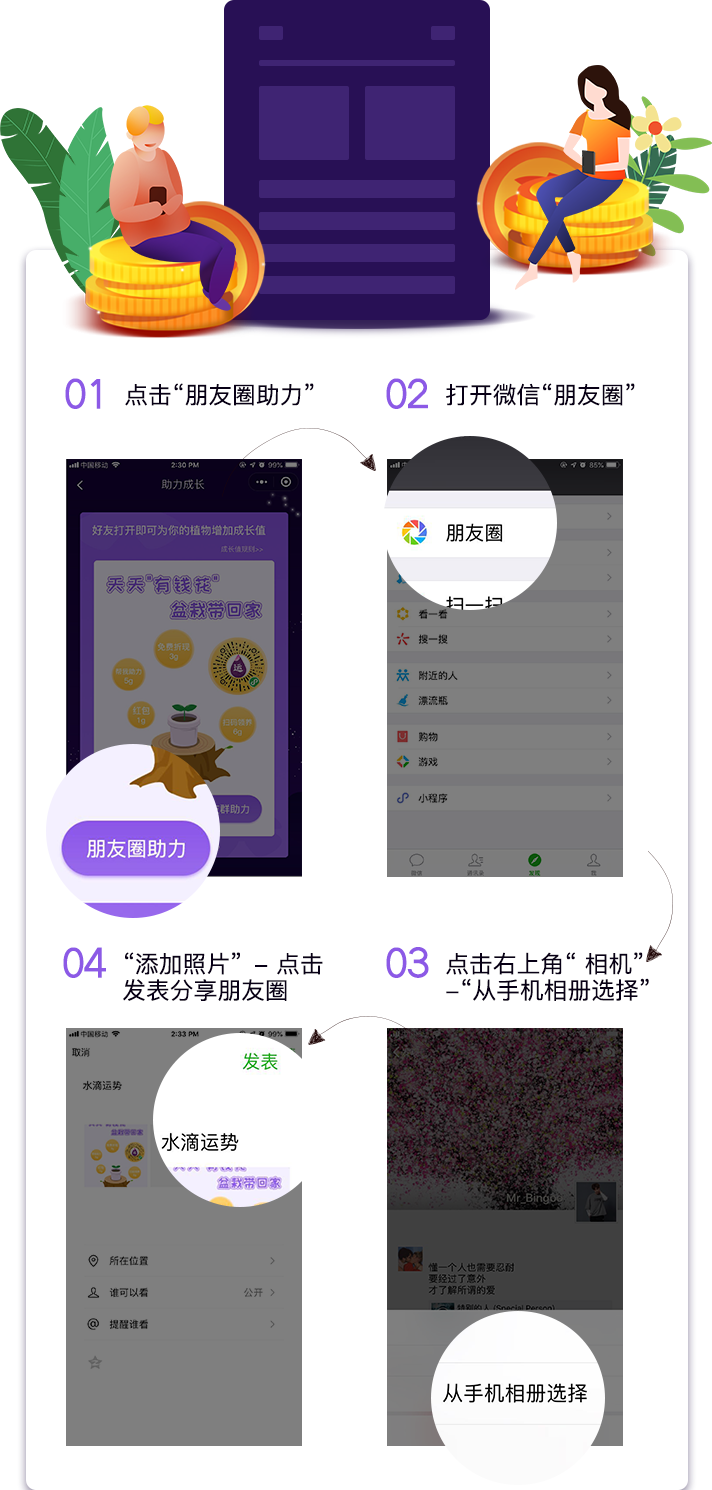 01 点击“朋友圈助力”
02 打开微信“朋友圈”
中国移动
2:30 PM
99%
助力成长
好友打开即可为你的植物增加成长值
成长值规则>>
天天“有钱花”
盆栽带回家
免费祈福
3g
5g
运
红包
1g
6g
群助力
朋友圈助力
中
85%
朋友圈
扫一扫
看一看
搜一搜
附近的人
漂流瓶
购物
游戏
小程序
微信
通讯录
发现
我
04 “添加照片” – 点击
发表分享朋友圈
03 点击右上角“ 相机”
–“从手机相册选择”
中国移动
2:33 PM
99%
取消
发表
水滴运势
水滴运势
盆栽带回家
盆栽带回家
所在位置
谁可以看
公开
提醒谁看
Mr_Bingo
懂一个人也需要忍耐
要经过了意外
才了解所谓的爱
特别的人 (Special Person)
从手机相册选择